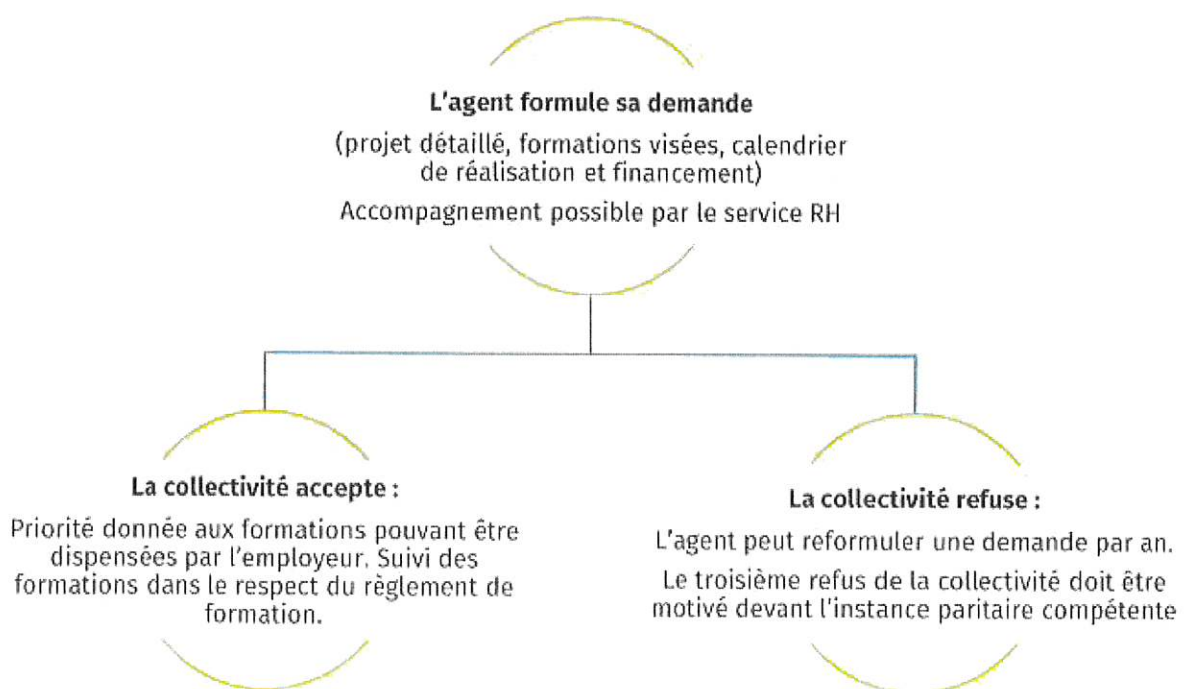 L'agent formule sa demande
(projet détaillé, formations visées, calendrier
de réalisation et financement)
Accompagnement possible par le service RH
La collectivité accepte :
Priorité donnée aux formations pouvant être
dispensées par l'employeur. Suivi des
formations dans le respect du règlement de
formation.
La collectivité refuse :
L'agent peut reformuler une demande par an.
Le troisième refus de la collectivité doit être
motivé devant l'instance paritaire compétente